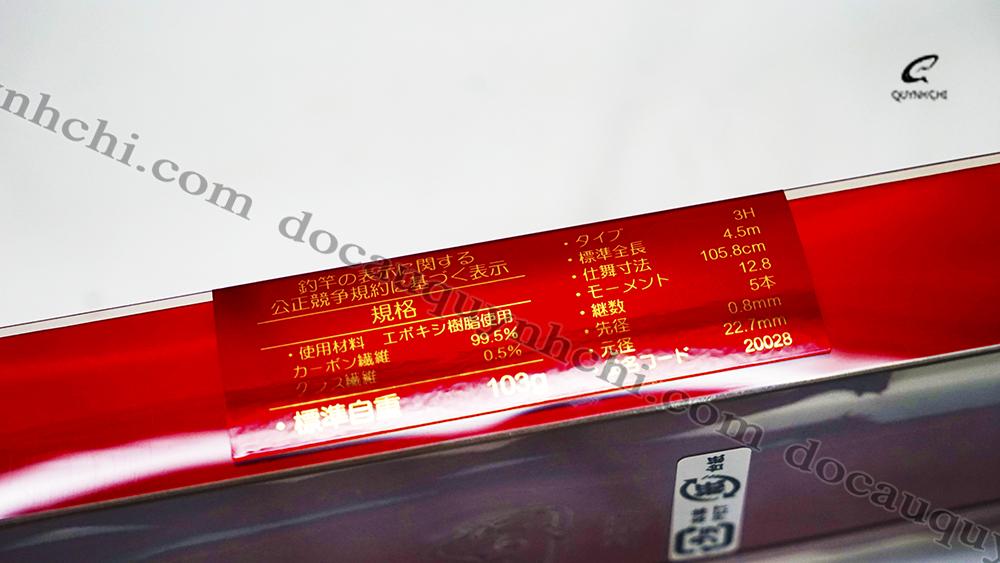 QUYNHCHI
ynhchi.com docauquynhchi.com docauquy
釣竿の表示に関する
公正競争規約に基づく表示
規格
・使用材料 エポキシ樹脂使用
カーボン繊維 99.5%
グラス繊維 0.5%
・標準自重 103g
・タイプ 3H
・標準全長 4.5m
・仕舞寸法 105.8cm
・モーメント 12.8
・継数 5本
・先径 0.8mm
・元径 22.7mm
コード 20028